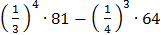 (1/3)^4 · 81 − (1/4)^3 · 64